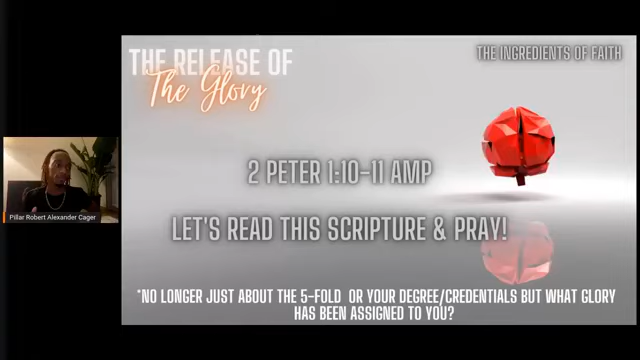 THE RELEASE OF
The Glory
THE INGREDIENTS OF FAITH
2 PETER 1:10-11 AMP
LET'S READ THIS SCRIPTURE & PRAY!
Pillar Robert Alexander Cager
*NO LONGER JUST ABOUT THE 5-FOLD OR YOUR DEGREE/CREDENTIALS BUT WHAT GLORY
HAS BEEN ASSIGNED TO YOU?